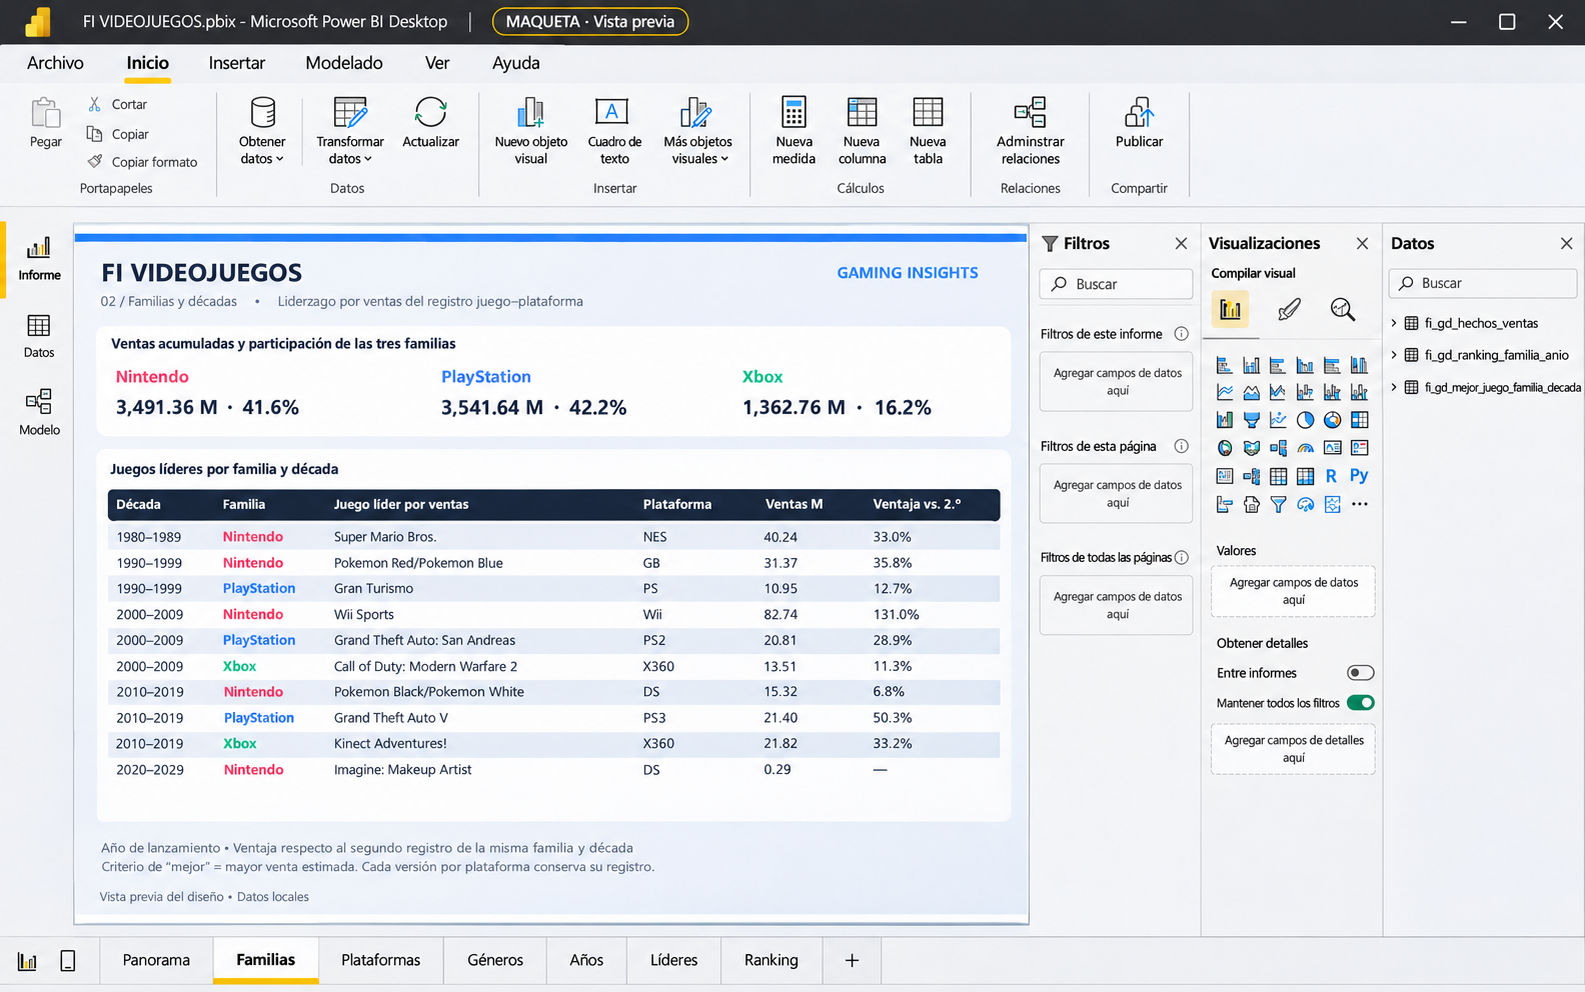 FI VIDEOJUEGOS.pbix - Microsoft Power BI Desktop | MAQUETA · Vista previa
Archivo Inicio Insertar Modelado Ver Ayuda
Pegar
Cortar
Copiar
Copiar formato
Portapapeles
Obtener datos
Transformar datos
Actualizar
Datos
Nuevo objeto visual
Cuadro de texto
Más objetos visuales
Insertar
Nueva medida
Nueva columna
Nueva tabla
Cálculos
Adminstrar relaciones
Relaciones
Publicar
Compartir
Informe
Datos
Modelo
FI VIDEOJUEGOS
GAMING INSIGHTS
02 / Familias y décadas • Liderzago por ventas del registro juego–plataforma
Ventas acumuladas y participación de las tres familias
Nintendo PlayStation Xbox
3,491.36 M · 41.6% 3,541.64 M · 42.2% 1,362.76 M · 16.2%
Juegos líderes por familia y década
Década Familia Juego líder por ventas Plataforma Ventas M Ventaja vs. 2.º
1980–1989 Nintendo Super Mario Bros. NES 40.24 33.0%
1990–1999 Nintendo Pokemon Red/Pokemon Blue GB 31.37 35.8%
1990–1999 PlayStation Gran Turismo PS 10.95 12.7%
2000–2009 Nintendo Wii Sports Wii 82.74 131.0%
2000–2009 PlayStation Grand Theft Auto: San Andreas PS2 20.81 28.9%
2000–2009 Xbox Call of Duty: Modern Warfare 2 X360 13.51 11.3%
2010–2019 Nintendo Pokemon Black/Pokemon White DS 15.32 6.8%
2010–2019 PlayStation Grand Theft Auto V PS3 21.40 50.3%
2010–2019 Xbox Kinect Adventures! X360 21.82 33.2%
2020–2029 Nintendo Imagine: Makeup Artist DS 0.29 —
Año de lanzamiento • Ventaja respecto al segundo registro de la misma familia y década
Criterio de “mejor” = mayor venta estimada. Cada versión por plataforma conserva su registro.
Vista previa del diseño • Datos locales
Filtros
Buscar
Filtros de este informe
Agregar campos de datos
aquí
Filtros de esta página
Agregar campos de datos
aquí
Filtros de todas las páginas
Agregar campos de datos
aquí
Visualizaciones
Compilar visual
R Py
Valores
Agregar campos de datos
aquí
Obtener detalles
Entre informes
Mantener todos los filtros
Agregar campos de detalles
aquí
Datos
Buscar
fi_gd_hechos_ventas
fi_gd_ranking_familia_anio
fi_gd_mejor_juego_familia_decada
Panorama Familias Plataformas Géneros Años Líderes Ranking +